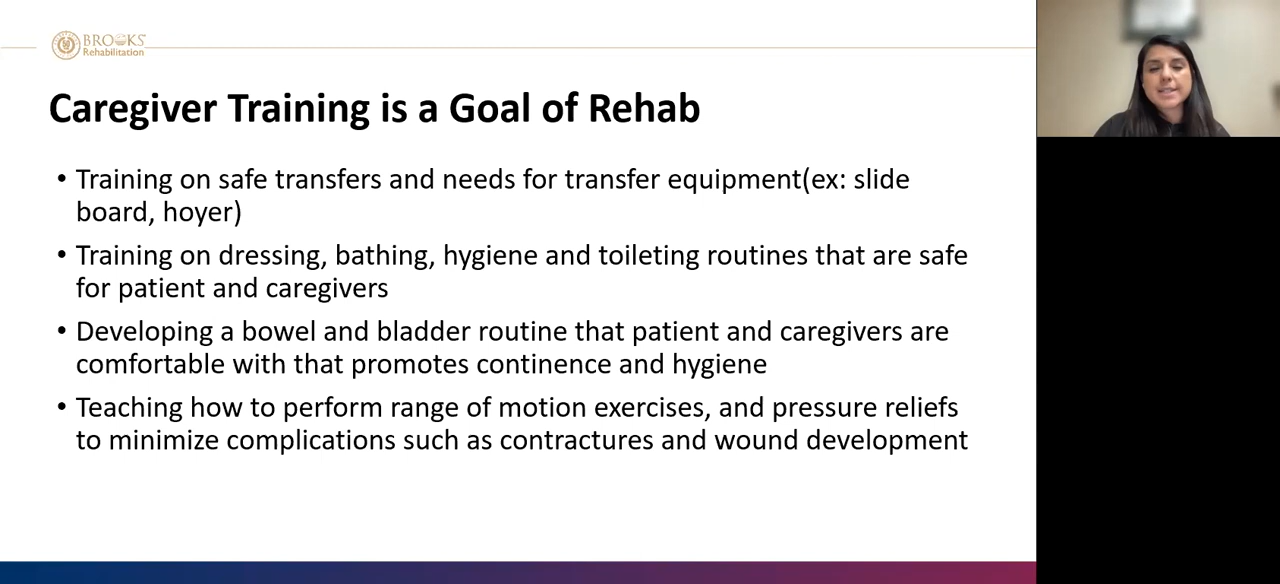 BROOKS
Rehabilitation
Caregiver Training is a Goal of Rehab
• Training on safe transfers and needs for transfer equipment(ex: slide
board, hoyer)
• Training on dressing, bathing, hygiene and toileting routines that are safe
for patient and caregivers
• Developing a bowel and bladder routine that patient and caregivers are
comfortable with that promotes continence and hygiene
• Teaching how to perform range of motion exercises, and pressure reliefs
to minimize complications such as contractures and wound development